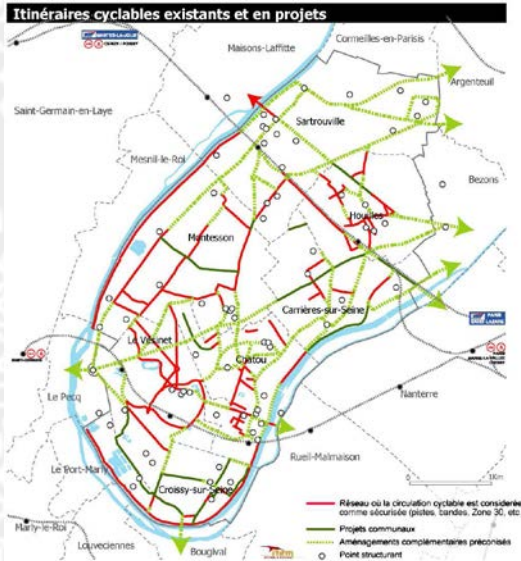 Itinéraires cyclables existants et en projets
Cormeilles-en-Parisis
Maisons-Laffitte
Argenteuil
Saint-Germain-en-Laye
Sartrouville
Mesnil-le-Roi
Bezons
Houilles
Montesson
Carrières-sur-Seine
Le Vésinet
Chatou
Le Pecq
Nanterre
Rueil-Malmaison
Le Port-Marly
Croissy-sur-Seine
Marly-le-Roi
Louveciennes
Bougival
Réseau où la circulation cyclable est considérée
comme sécurisée (pistes, bandes, Zone 30, etc
Projets communaux
Aménagements complémentaires préconisés
Point structurant